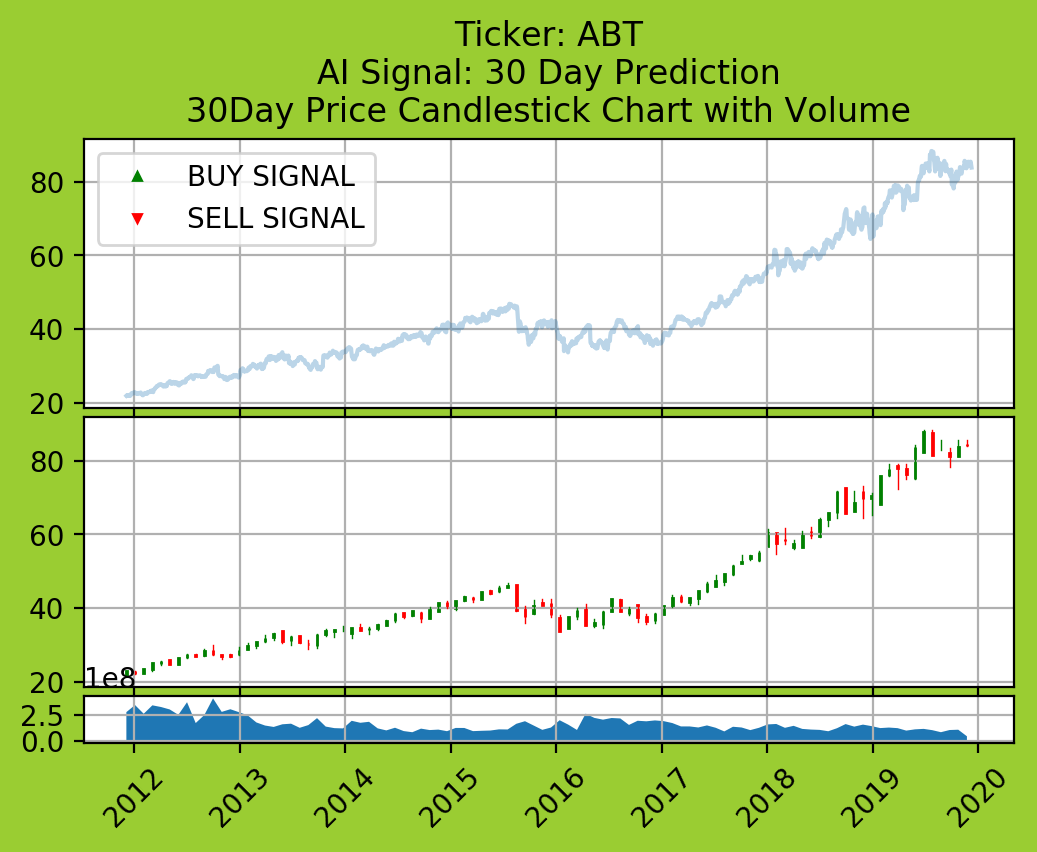 Ticker: ABT
AI Signal: 30 Day Prediction
30Day Price Candlestick Chart with Volume
BUY SIGNAL
SELL SIGNAL
80
60
40
20
80
60
40
20
1e8
2.5
0.0
2012 2013 2014 2015 2016 2017 2018 2019 2020